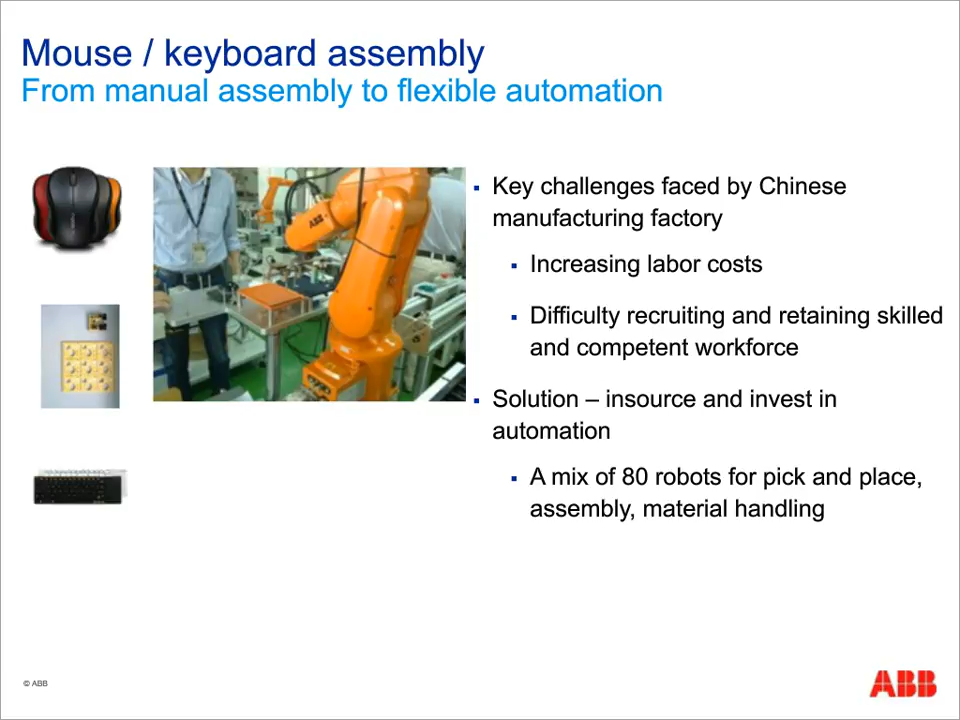 Mouse / keyboard assembly
From manual assembly to flexible automation
ABB
▪ Key challenges faced by Chinese
manufacturing factory
▪ Increasing labor costs
▪ Difficulty recruiting and retaining skilled
and competent workforce
▪ Solution – insource and invest in
automation
▪ A mix of 80 robots for pick and place,
assembly, material handling
© ABB
ABB